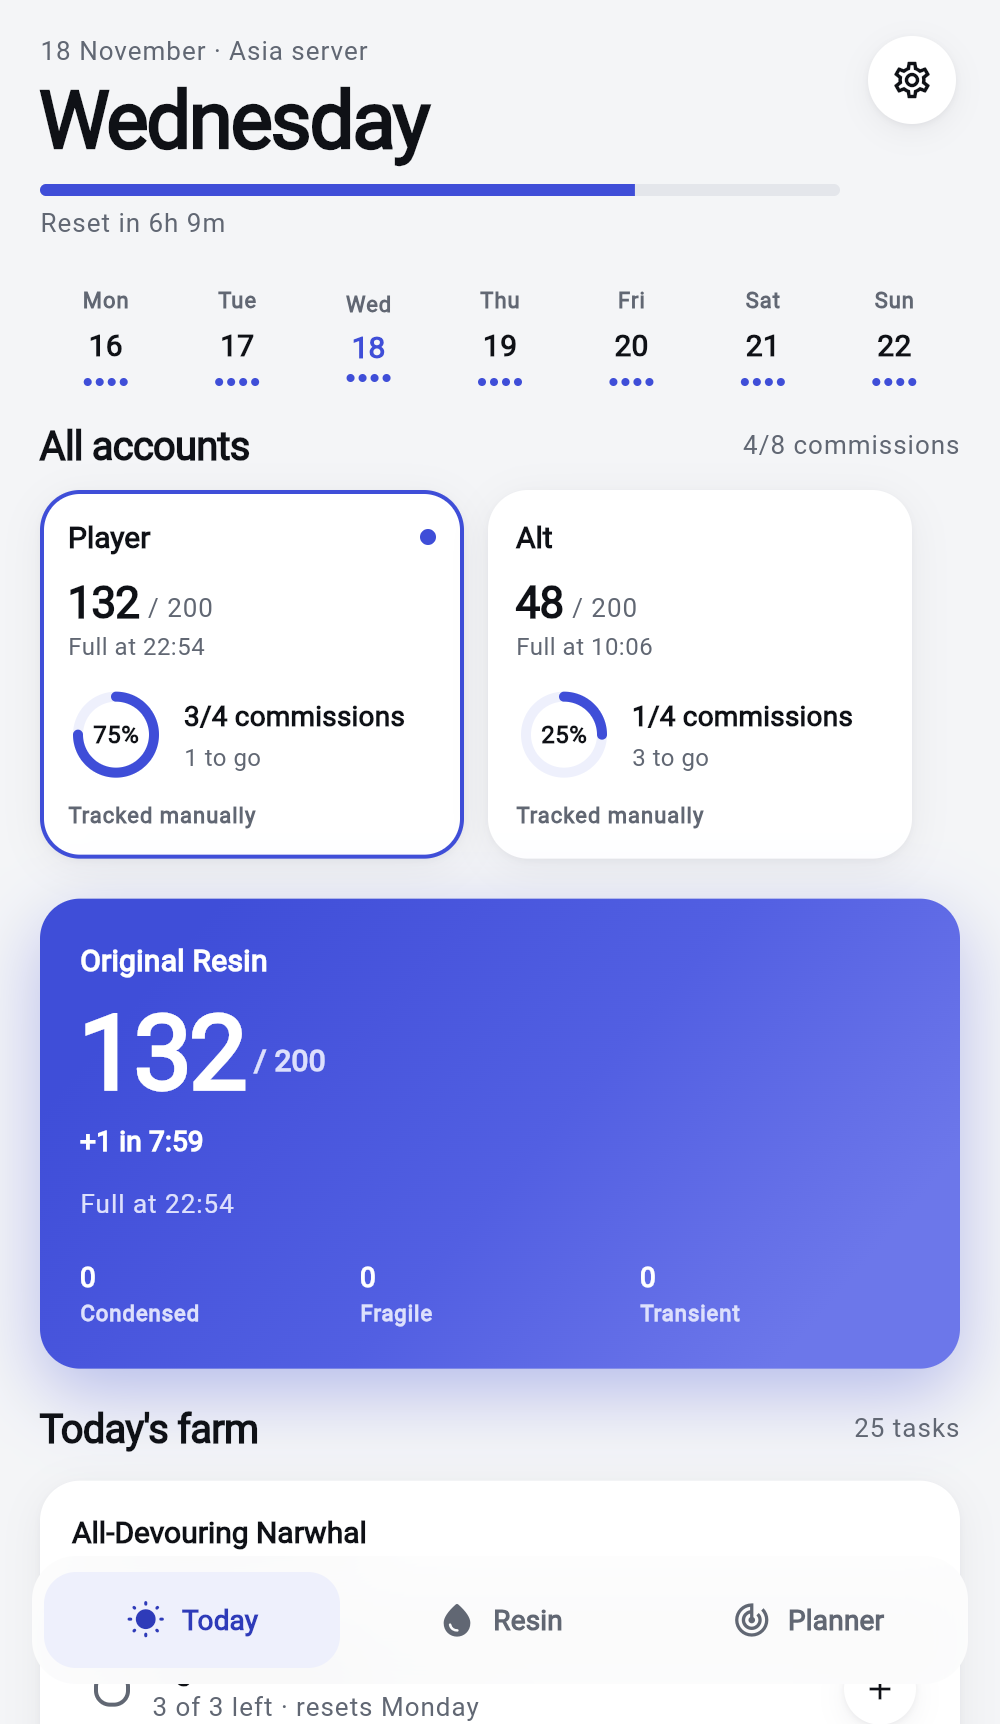 18 November · Asia server
Wednesday
Reset in 6h 9m
Mon Tue Wed Thu Fri Sat Sun
16 17 18 19 20 21 22
All accounts
4/8 commissions
Player
132 / 200
Full at 22:54
75%
3/4 commissions
1 to go
Tracked manually
Alt
48 / 200
Full at 10:06
25%
1/4 commissions
3 to go
Tracked manually
Original Resin
132 / 200
+1 in 7:59
Full at 22:54
0 Condensed
0 Fragile
0 Transient
Today's farm
25 tasks
All-Devouring Narwhal
Today
Resin
Planner
3 of 3 left · resets Monday
+